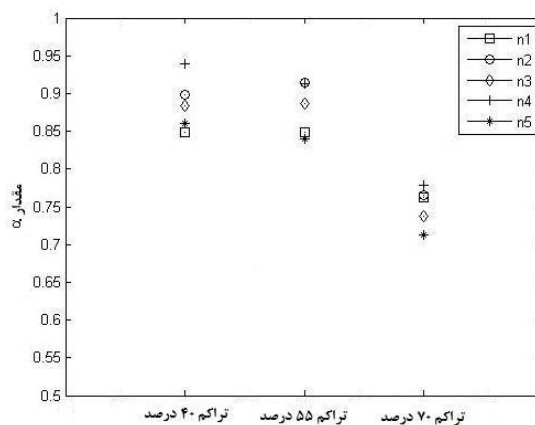 1
0.95
0.9
0.85
0.8
0.75
0.7
0.65
0.6
0.55
0.5
مقدار α
n1
n2
n3
n4
n5
تراکم ۴۰ درصد
تراکم ۵۵ درصد
تراکم ۷۰ درصد